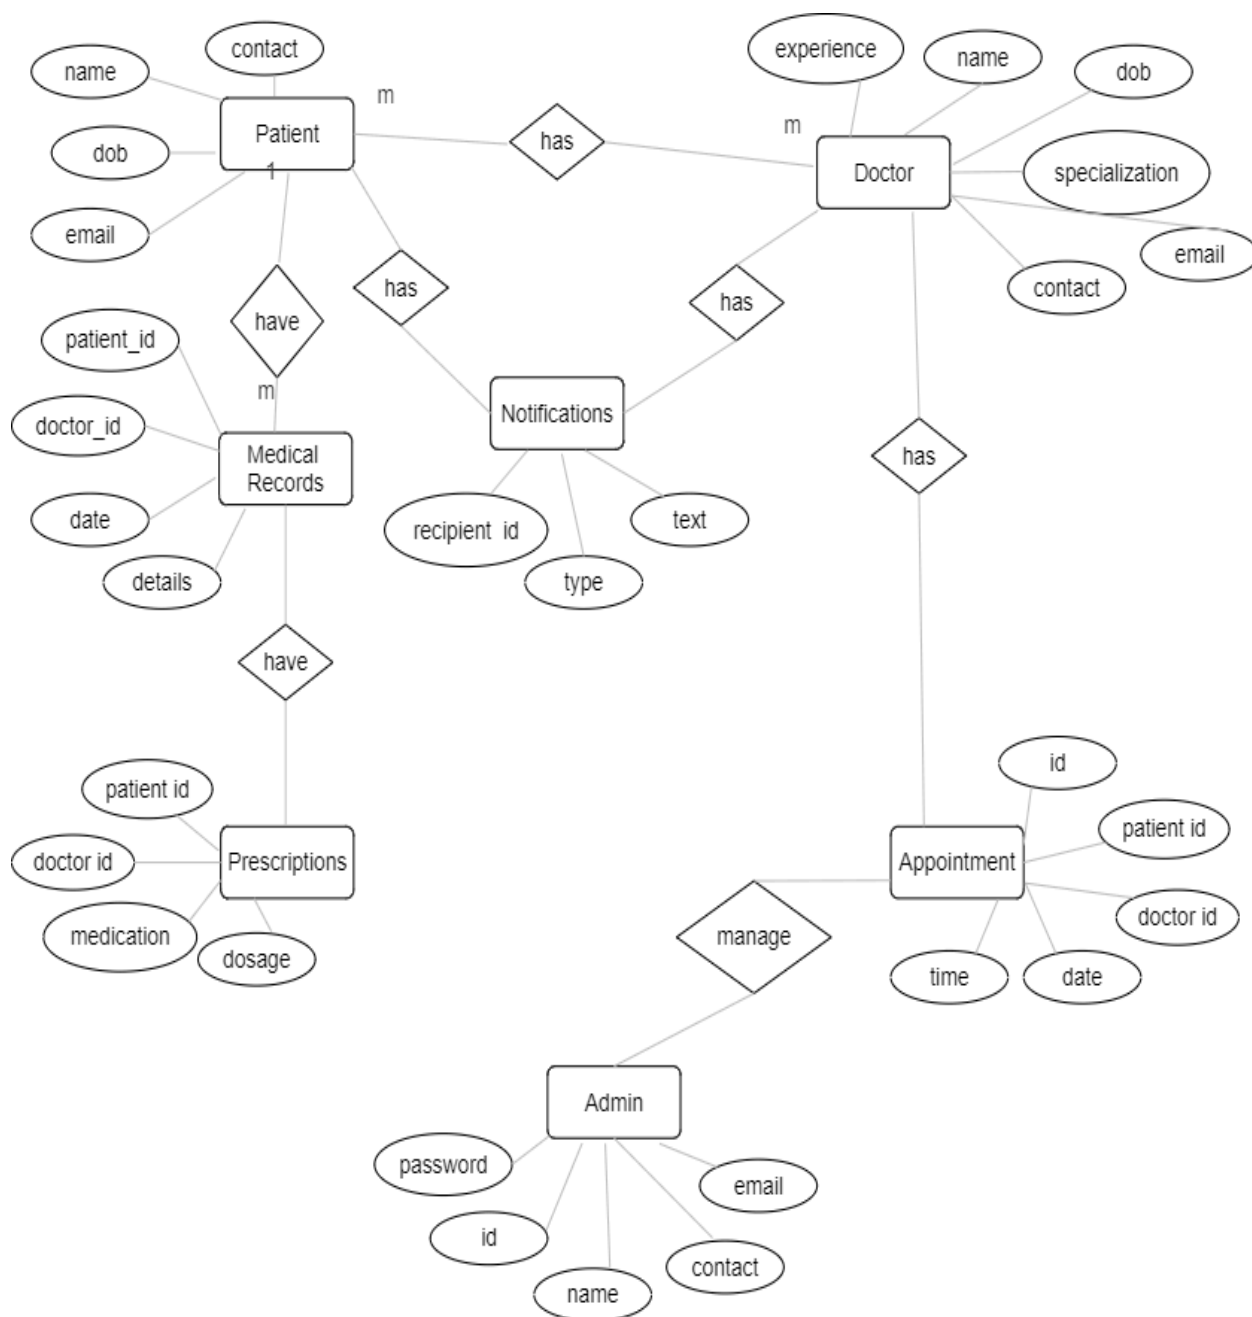 contact
experience
name
name
dob
m
m
Patient
has
dob
1
Doctor
specialization
email
email
have
has
has
contact
patient_id
m
Notifications
doctor_id
Medical
Records
has
date
recipient id
text
details
type
have
id
patient id
patient id
doctor id
Prescriptions
Appointment
doctor id
medication
manage
dosage
time
date
Admin
password
email
id
contact
name